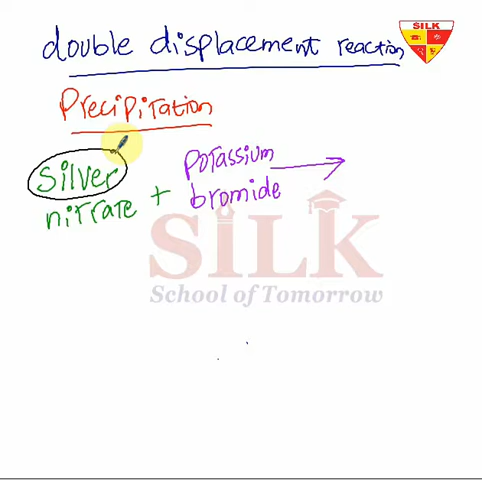 double displacement reaction
SILK
Precipitation
Silver
nitrate + potassium
bromide
SILK
School of Tomorrow